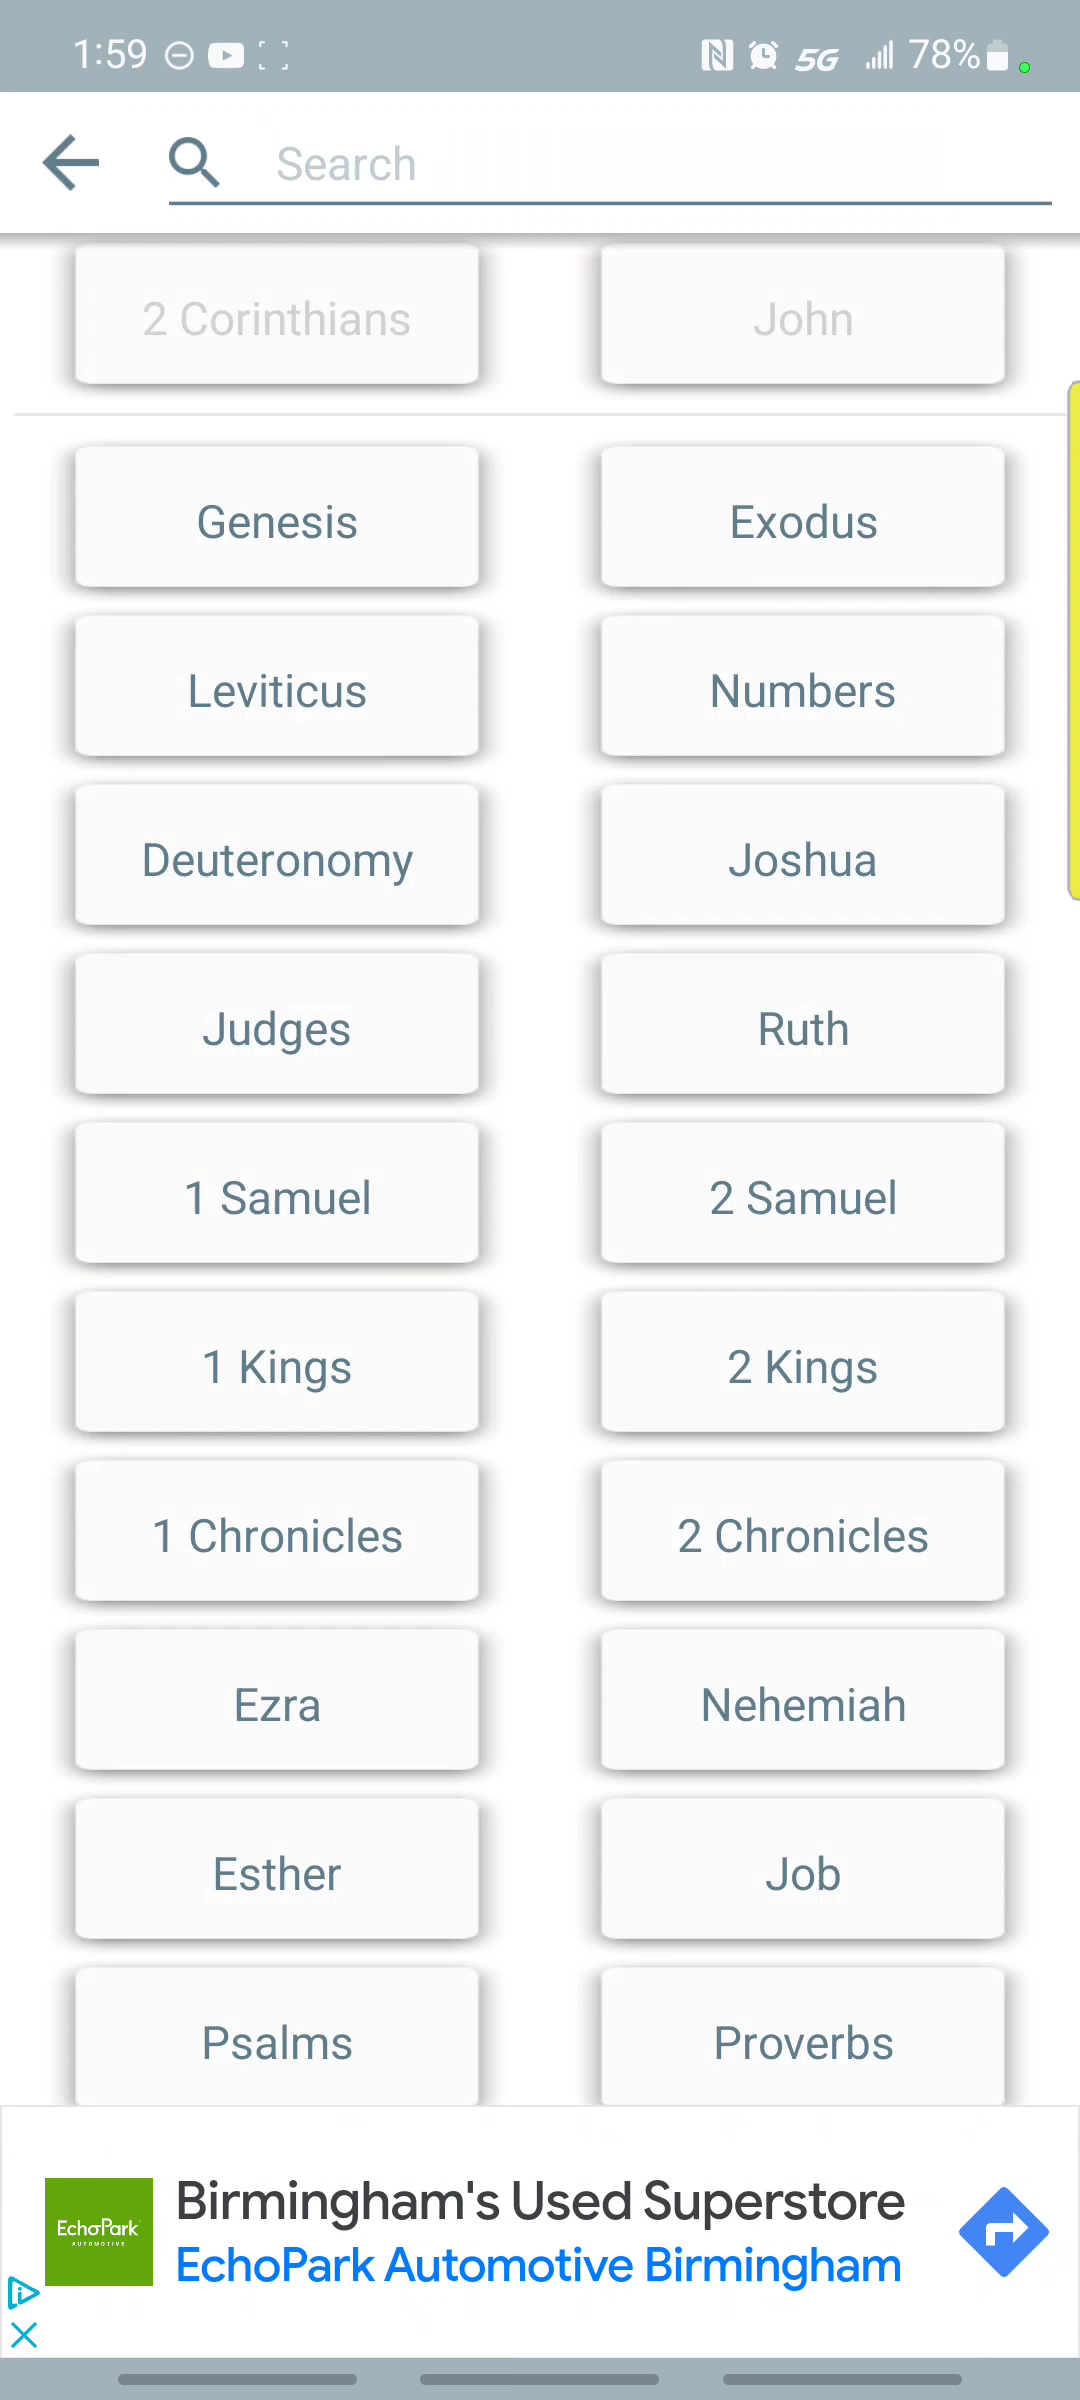 1:59
5G 78%
Search
2 Corinthians John
Genesis Exodus
Leviticus Numbers
Deuteronomy Joshua
Judges Ruth
1 Samuel 2 Samuel
1 Kings 2 Kings
1 Chronicles 2 Chronicles
Ezra Nehemiah
Esther Job
Psalms Proverbs
EchoPark
AUTOMOTIVE
Birmingham's Used Superstore
EchoPark Automotive Birmingham